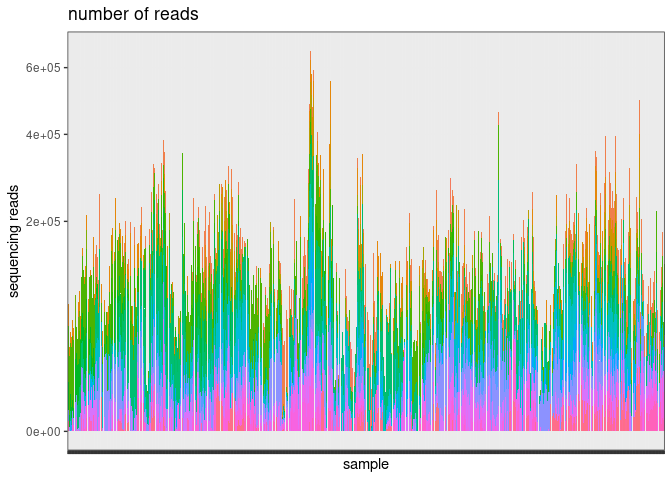 number of reads
6e+05
4e+05
2e+05
0e+00
sequencing reads
sample